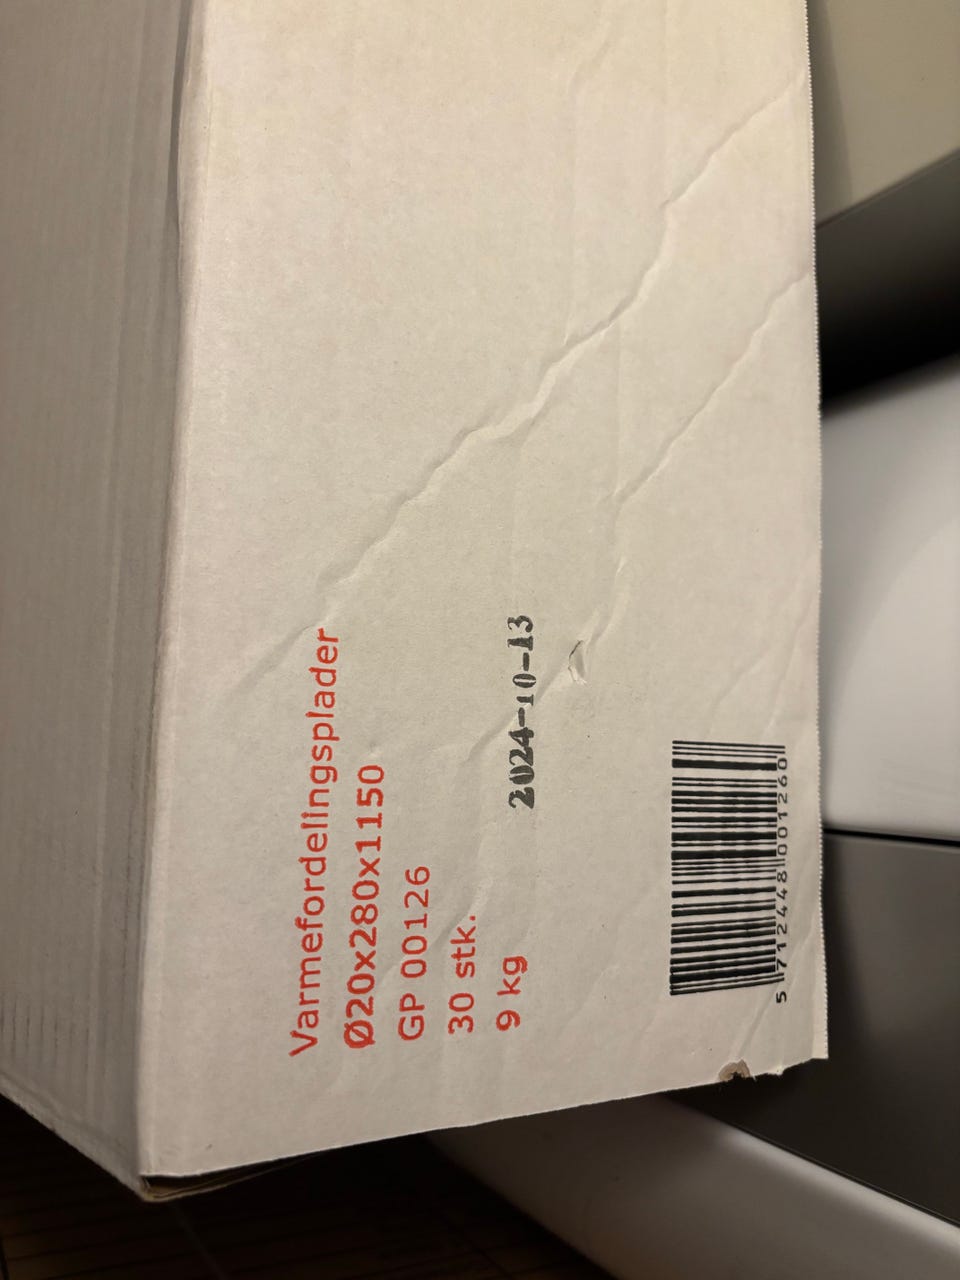 Varmefordelingsplader
Ø20x280x1150
GP 00126
30 stk.
9 kg
2024-10-13
5 712448 001260